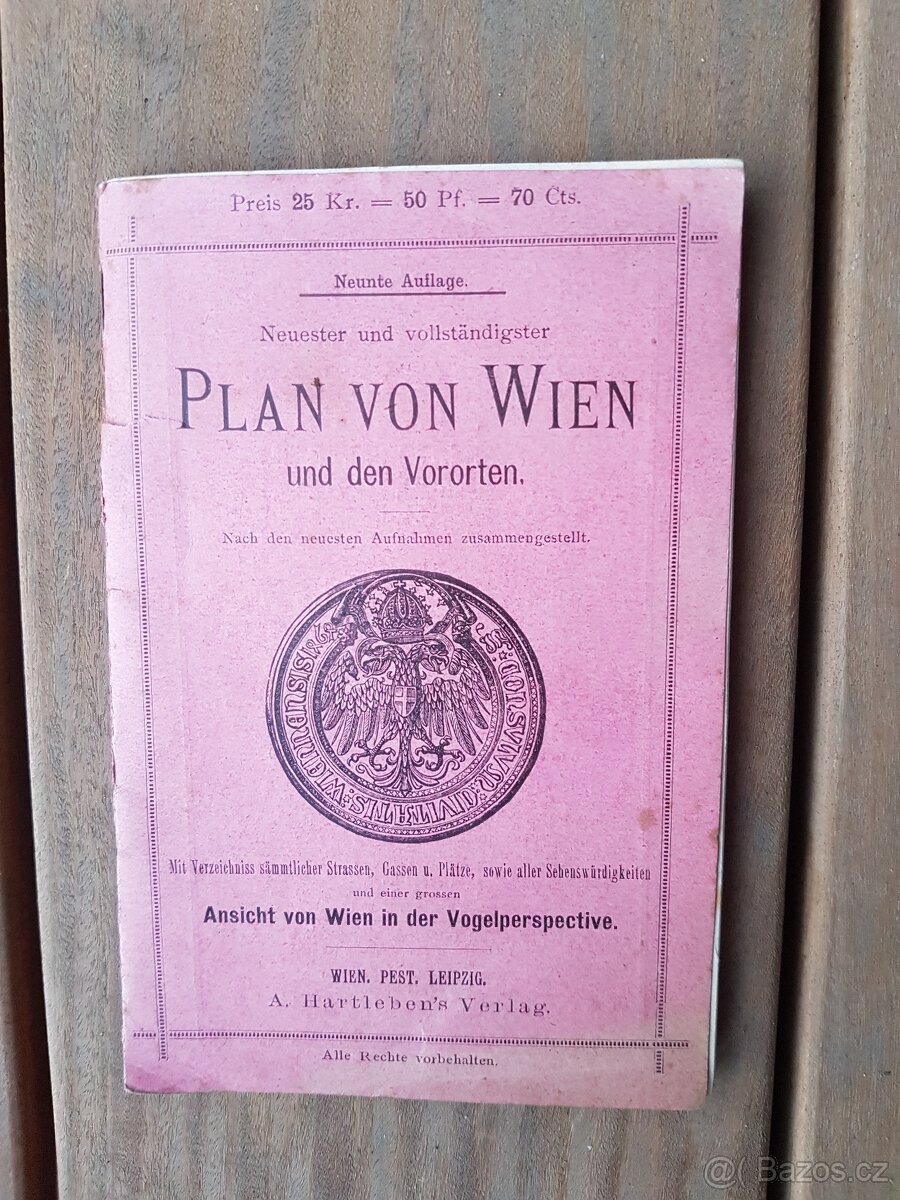 Preis 25 Kr. = 50 Pf. = 70 Cts.
Neunte Auflage.
Neuester und vollständigster
PLAN VON WIEN
und den Vororten.
Nach den neuesten Aufnahmen zusammengestellt.
Mit Verzeichniss sämmtlicher Strassen, Gassen u. Plätze, sowie aller Sehenswürdigkeiten
und einer grossen
Ansicht von Wien in der Vogelperspective.
WIEN. PEST. LEIPZIG.
A. Hartleben's Verlag.
Alle Rechte vorbehalten.
@( Bazos.cz